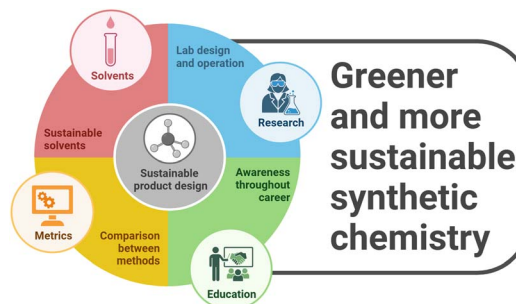 Solvents
Sustainable
solvents
Lab design
and operation
Research
Sustainable
product design
Metrics
Comparison
between
methods
Awareness
throughout
career
Education
Greener
and more
sustainable
synthetic
chemistry